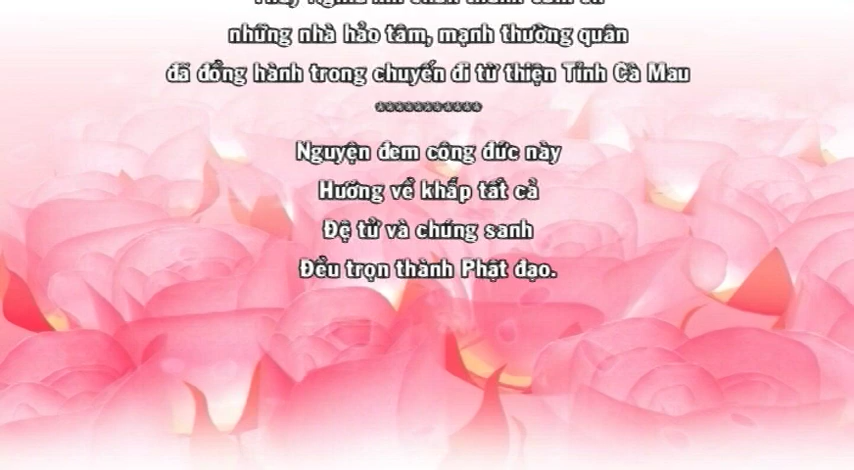 những nhà hảo tâm, mạnh thường quân
đã đồng hành trong chuyến đi từ thiện Tỉnh Cà Mau
***********
Nguyện đem công đức này
Hướng về khắp tất cả
Đệ tử và chúng sanh
Đều trọn thành Phật đạo.